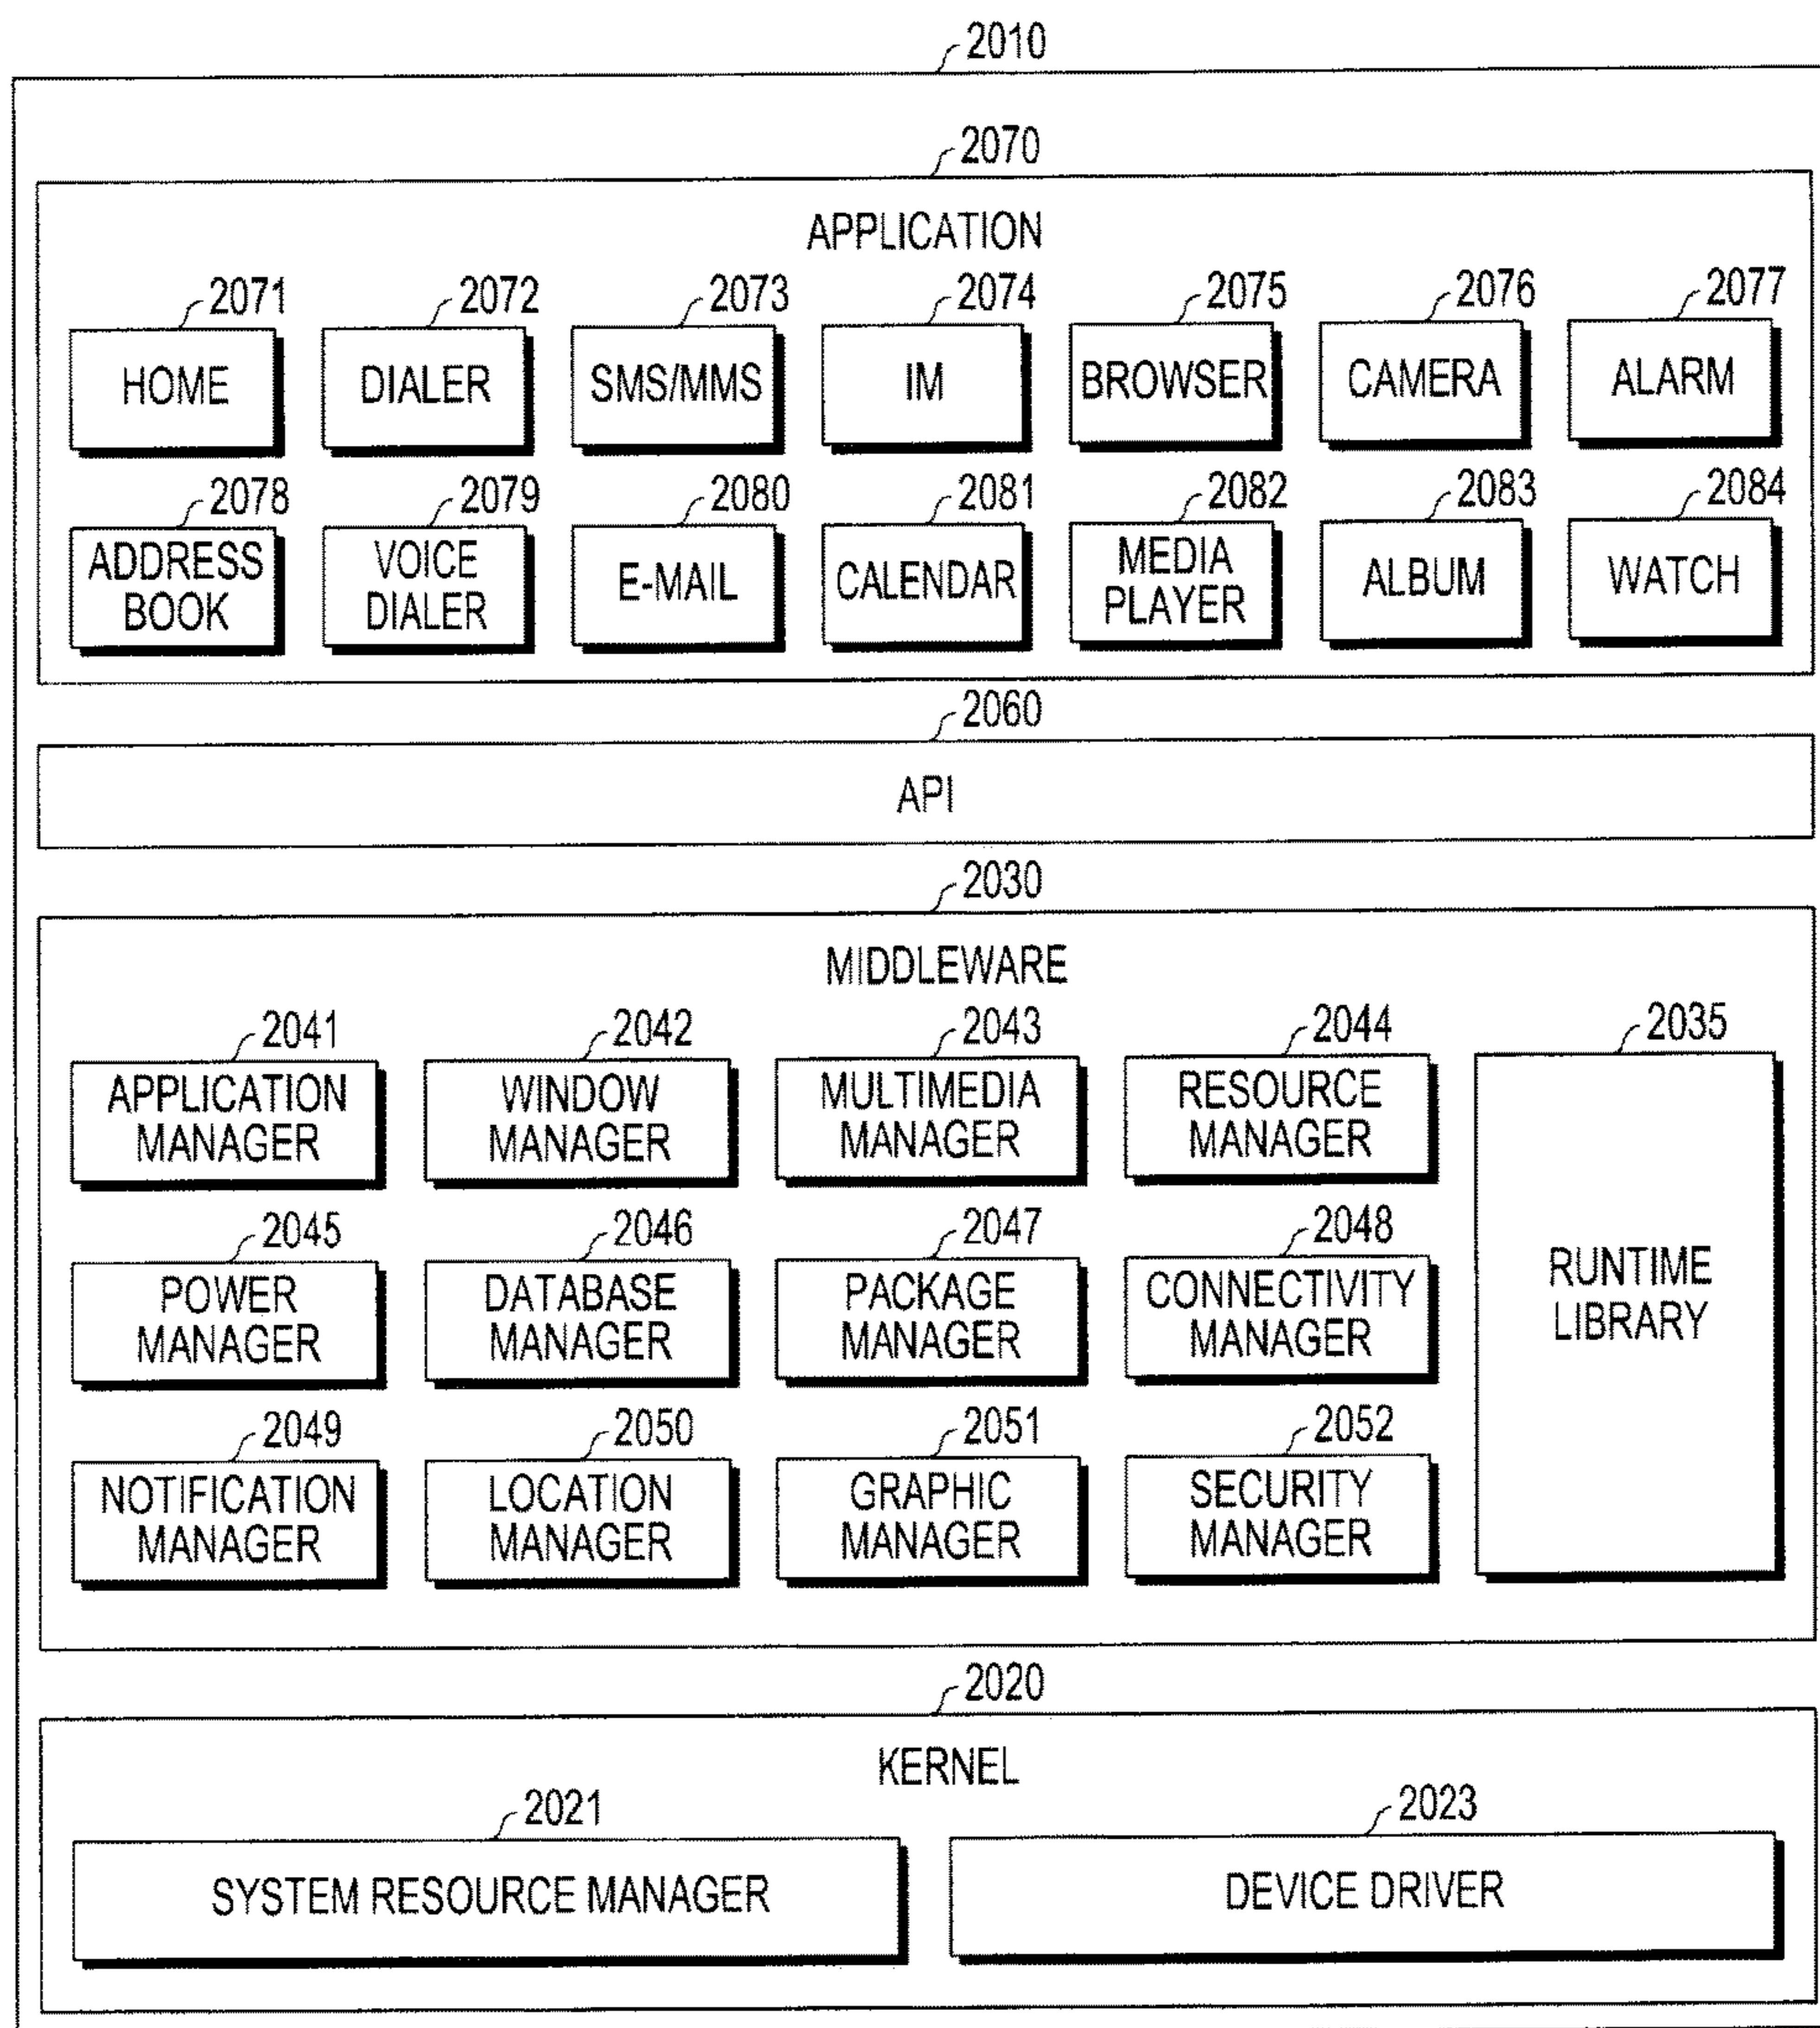 2010
2070
APPLICATION
2071 2072 2073 2074 2075 2076 2077
HOME DIALER SMS/MMS IM BROWSER CAMERA ALARM
2078 2079 2080 2081 2082 2083 2084
ADDRESS BOOK VOICE DIALER E-MAIL CALENDAR MEDIA PLAYER ALBUM WATCH
2060
API
2030
MIDDLEWARE
2041 2042 2043 2044 2035
APPLICATION MANAGER WINDOW MANAGER MULTIMEDIA MANAGER RESOURCE MANAGER
2045 2046 2047 2048
POWER MANAGER DATABASE MANAGER PACKAGE MANAGER CONNECTIVITY MANAGER RUNTIME LIBRARY
2049 2050 2051 2052
NOTIFICATION MANAGER LOCATION MANAGER GRAPHIC MANAGER SECURITY MANAGER
2020
KERNEL
2021 2023
SYSTEM RESOURCE MANAGER DEVICE DRIVER